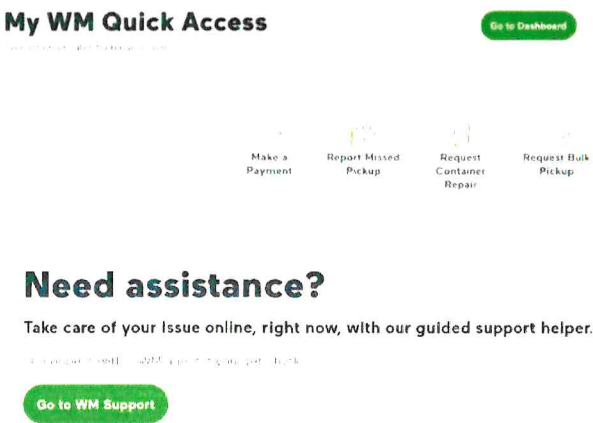 My WM Quick Access
Go to Dashboard
Make a Payment
Report Missed Pickup
Request Container Repair
Request Bulk Pickup
Need assistance?
Take care of your issue online, right now, with our guided support helper.
Go to WM Support